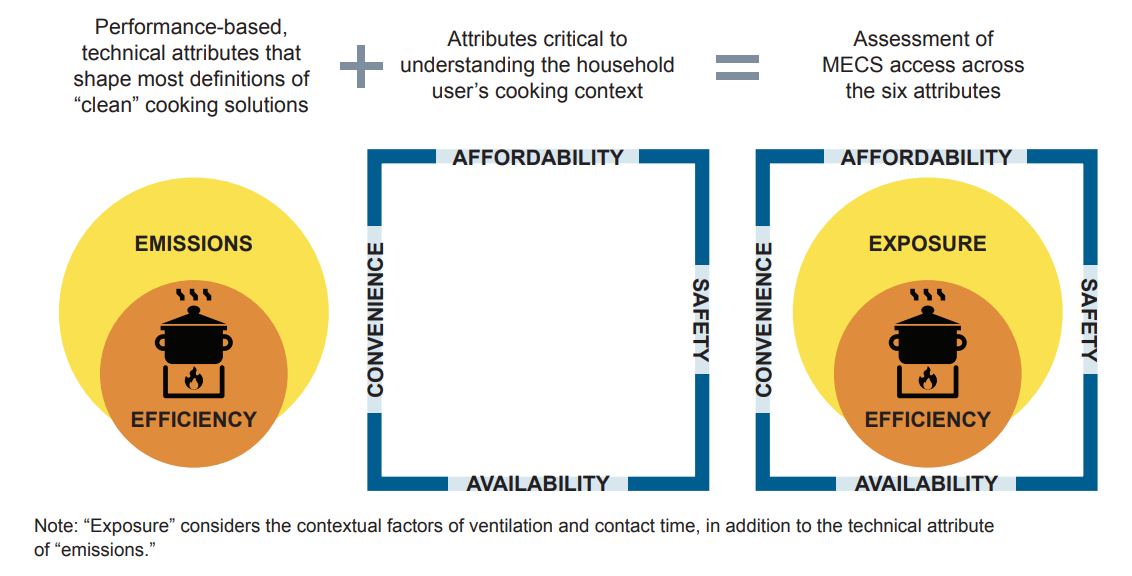 Performance-based,
technical attributes that
shape most definitions of
“clean” cooking solutions
+
Attributes critical to
understanding the household
user’s cooking context
=
Assessment of
MECS access across
the six attributes
EMISSIONS
EFFICIENCY
AFFORDABILITY
CONVENIENCE
SAFETY
AVAILABILITY
AFFORDABILITY
CONVENIENCE
EXPOSURE
EFFICIENCY
SAFETY
AVAILABILITY
Note: “Exposure” considers the contextual factors of ventilation and contact time, in addition to the technical attribute
of “emissions.”